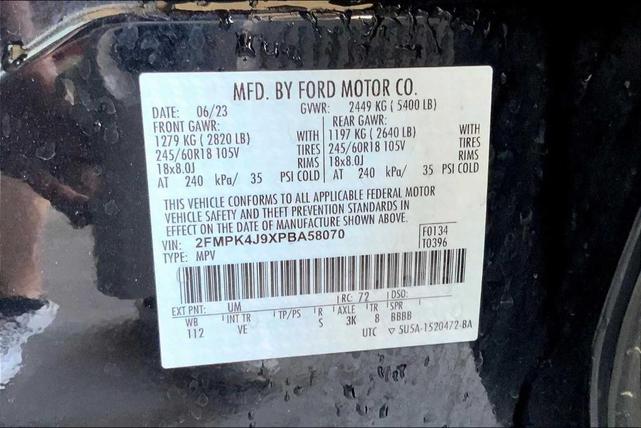 MFD. BY FORD MOTOR CO.
DATE: 06/23 GVWR: 2449 KG ( 5400 LB)
FRONT GAWR: REAR GAWR:
1279 KG ( 2820 LB) WITH 1197 KG ( 2640 LB) WITH
245/60R18 105V TIRES 245/60R18 105V TIRES
18x8.0J RIMS 18x8.0J RIMS
AT 240 kPa/ 35 PSI COLD AT 240 kPa/ 35 PSI COLD
THIS VEHICLE CONFORMS TO ALL APPLICABLE FEDERAL MOTOR
VEHICLE SAFETY AND THEFT PREVENTION STANDARDS IN
EFFECT ON THE DATE OF MANUFACTURE SHOWN ABOVE.
VIN: 2FMPK4J9XPBA58070 F0134
TYPE: MPV T0396
EXT PNT: UM RC: 72 DSO:
WB INT TR TP/PS R AXLE TR SPR
112 VE S 3K 8 BBBB
UTC ▽ SU5A-1520472-BA